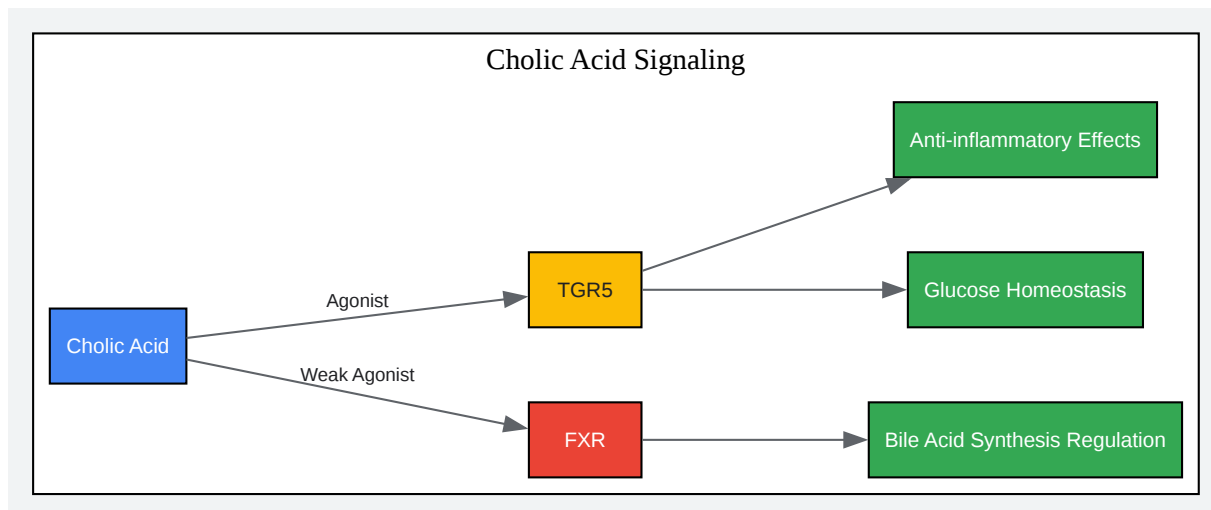 Cholic Acid Signaling
Anti-inflammatory Effects
TGR5
Glucose Homeostasis
Agonist
Cholic Acid
Weak Agonist
FXR
Bile Acid Synthesis Regulation